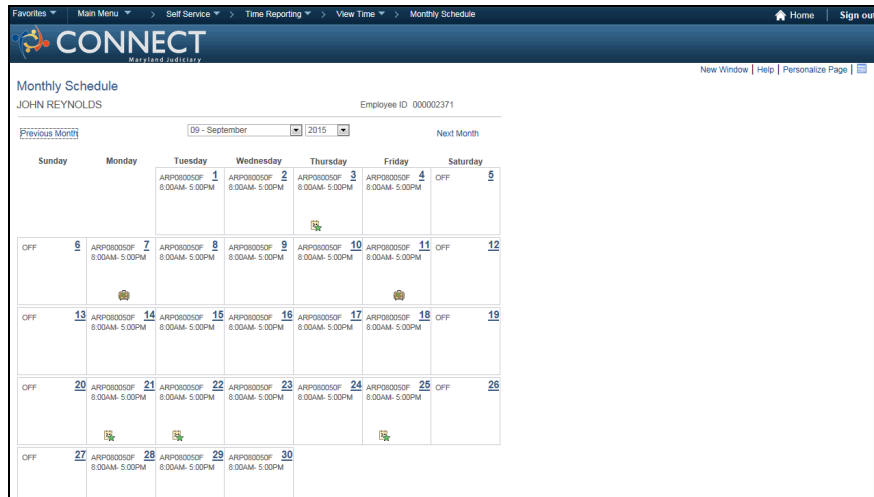 Favorites Main Menu > Self Service > Time Reporting > View Time > Monthly Schedule Home Sign out
CONNECT
Maryland Judiciary
New Window | Help | Personalize Page |
Monthly Schedule
JOHN REYNOLDS Employee ID 000002371
Previous Month 09 - September 2015 Next Month
Sunday Monday Tuesday Wednesday Thursday Friday Saturday
ARP080050F 1 ARP080050F 2 ARP080050F 3 ARP080050F 4 OFF 5
8:00AM- 5:00PM 8:00AM- 5:00PM 8:00AM- 5:00PM 8:00AM- 5:00PM
OFF 6 ARP080050F 7 ARP080050F 8 ARP080050F 9 ARP080050F 10 ARP080050F 11 OFF 12
8:00AM- 5:00PM 8:00AM- 5:00PM 8:00AM- 5:00PM 8:00AM- 5:00PM 8:00AM- 5:00PM
OFF 13 ARP080050F 14 ARP080050F 15 ARP080050F 16 ARP080050F 17 ARP080050F 18 OFF 19
8:00AM- 5:00PM 8:00AM- 5:00PM 8:00AM- 5:00PM 8:00AM- 5:00PM 8:00AM- 5:00PM
OFF 20 ARP080050F 21 ARP080050F 22 ARP080050F 23 ARP080050F 24 ARP080050F 25 OFF 26
8:00AM- 5:00PM 8:00AM- 5:00PM 8:00AM- 5:00PM 8:00AM- 5:00PM 8:00AM- 5:00PM
OFF 27 ARP080050F 28 ARP080050F 29 ARP080050F 30
8:00AM- 5:00PM 8:00AM- 5:00PM 8:00AM- 5:00PM